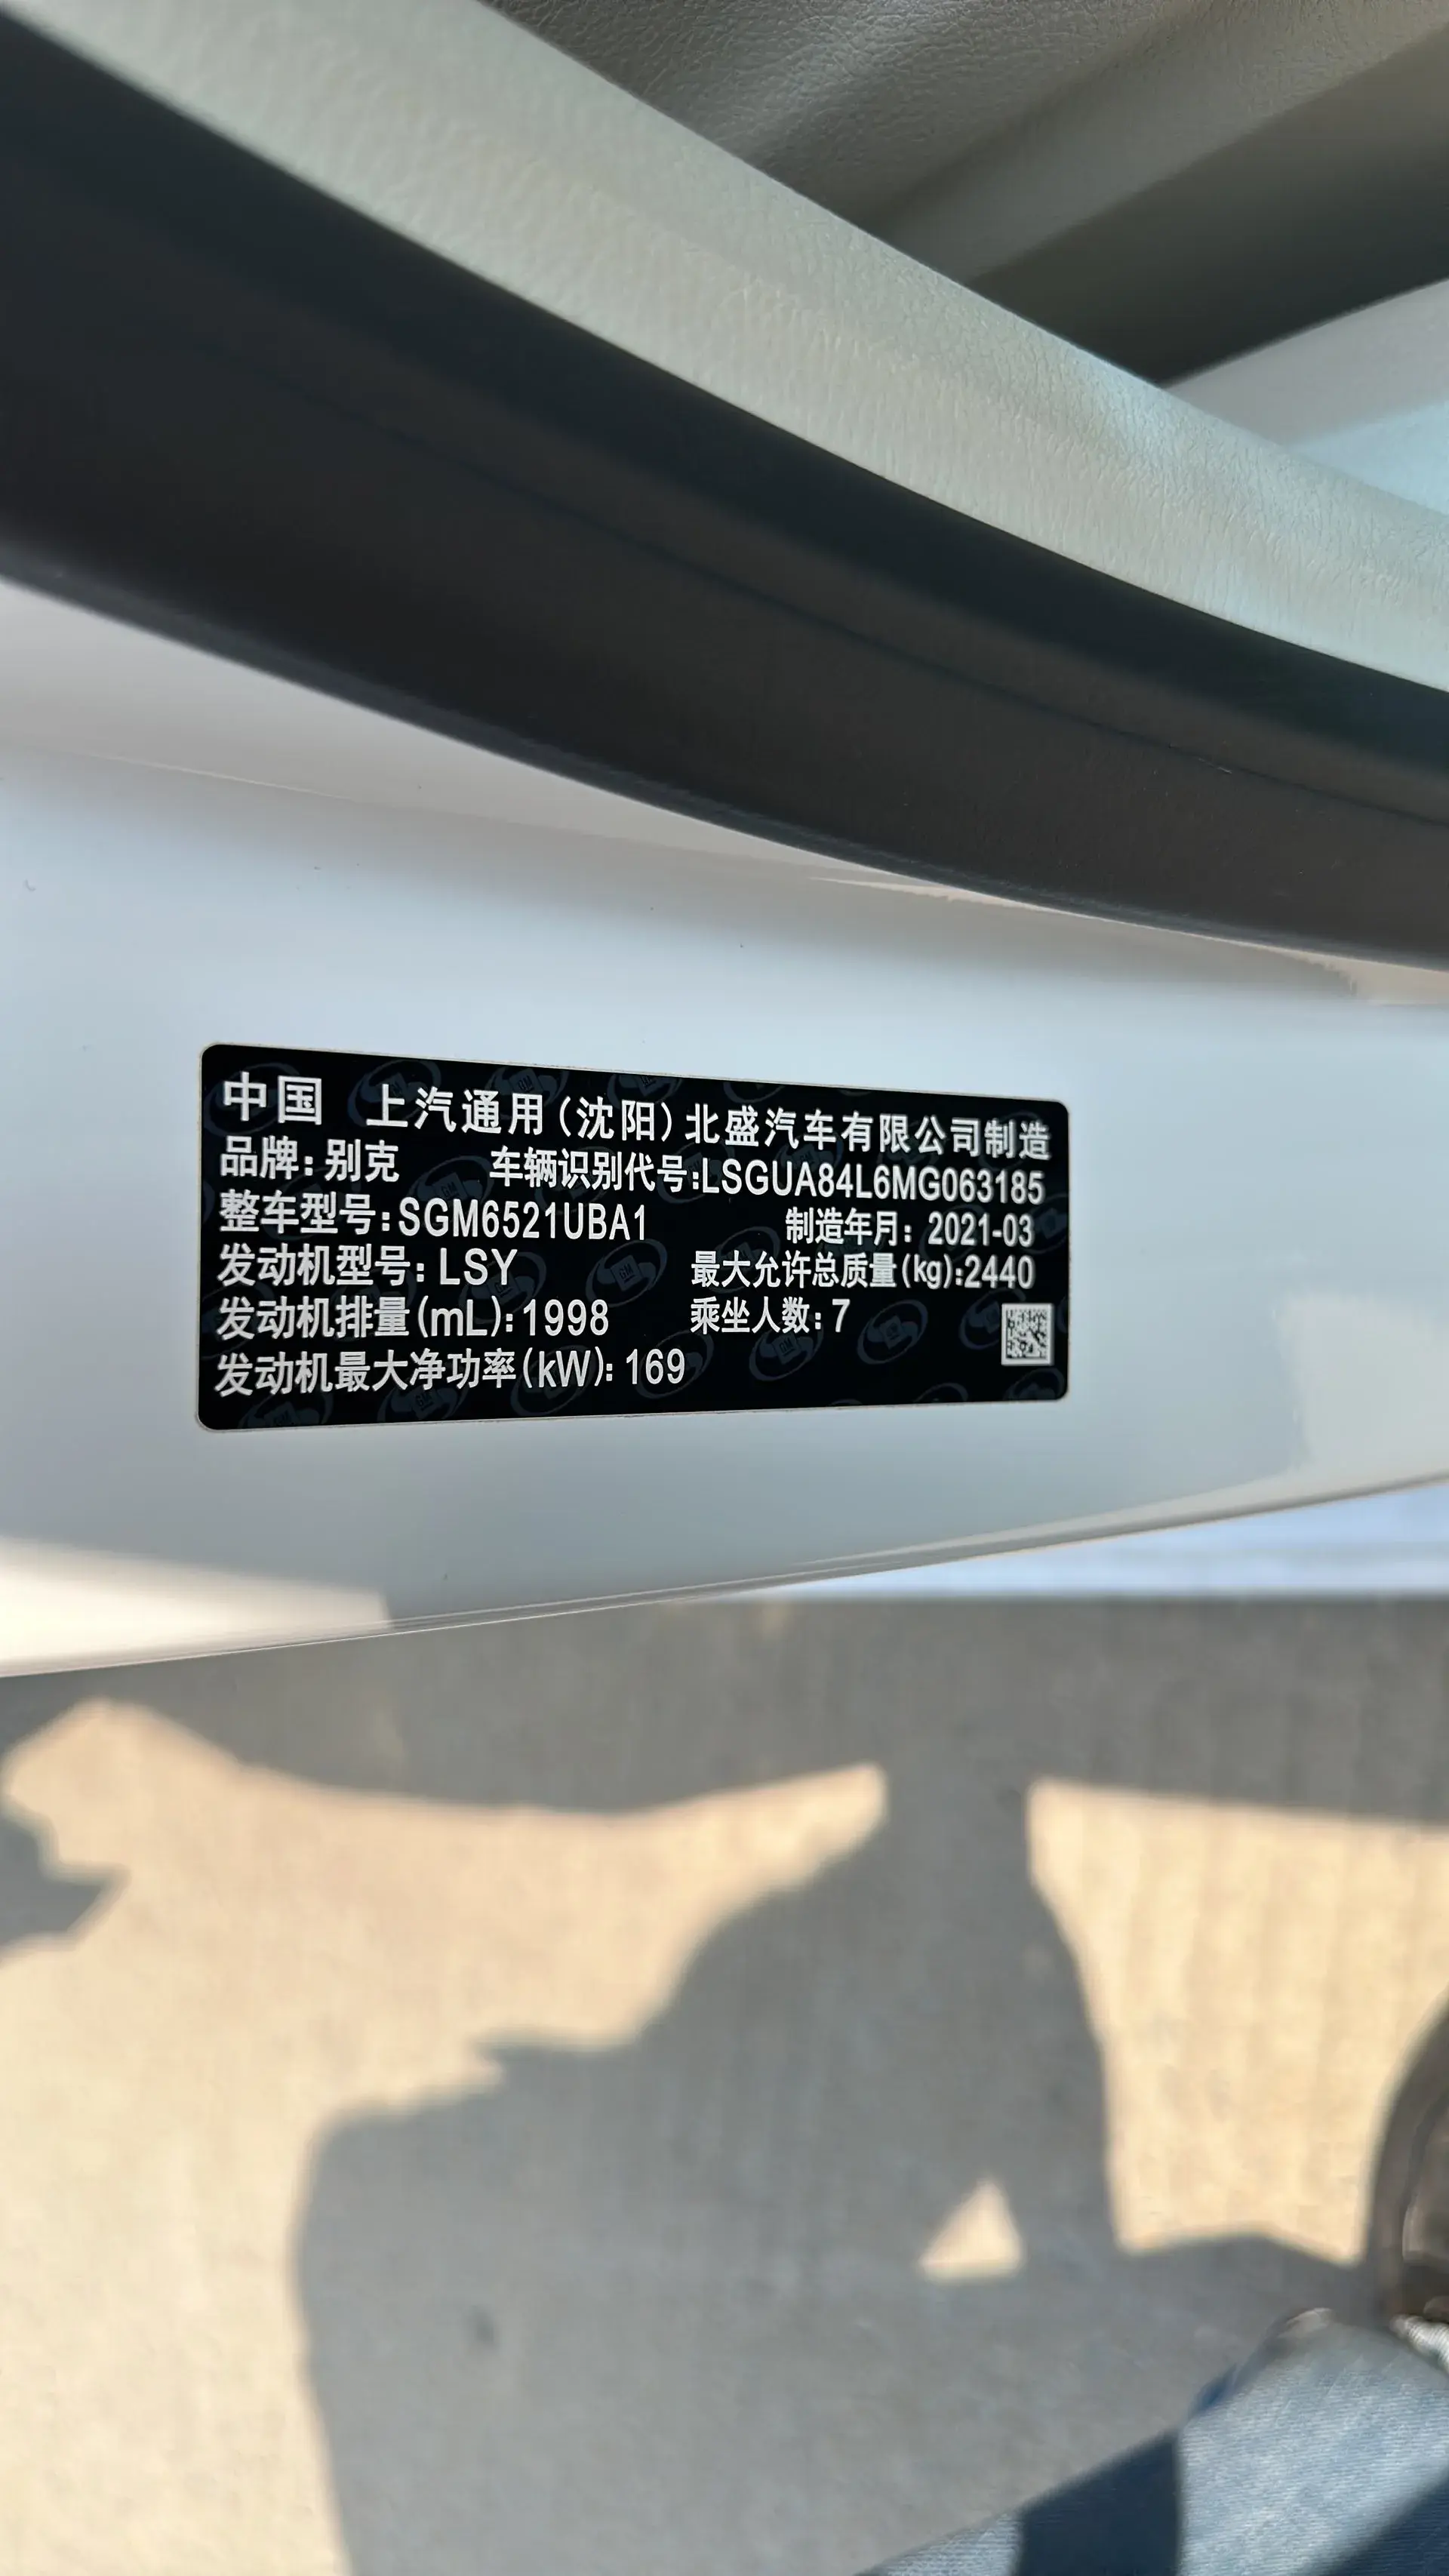 中国 上汽通用(沈阳)北盛汽车有限公司制造
品牌:别克 车辆识别代号:LSGUA84L6MG063185
整车型号:SGM6521UBA1 制造年月:2021-03
发动机型号:LSY 最大允许总质量(kg):2440
发动机排量(mL):1998 乘坐人数:7
发动机最大净功率(kW):169